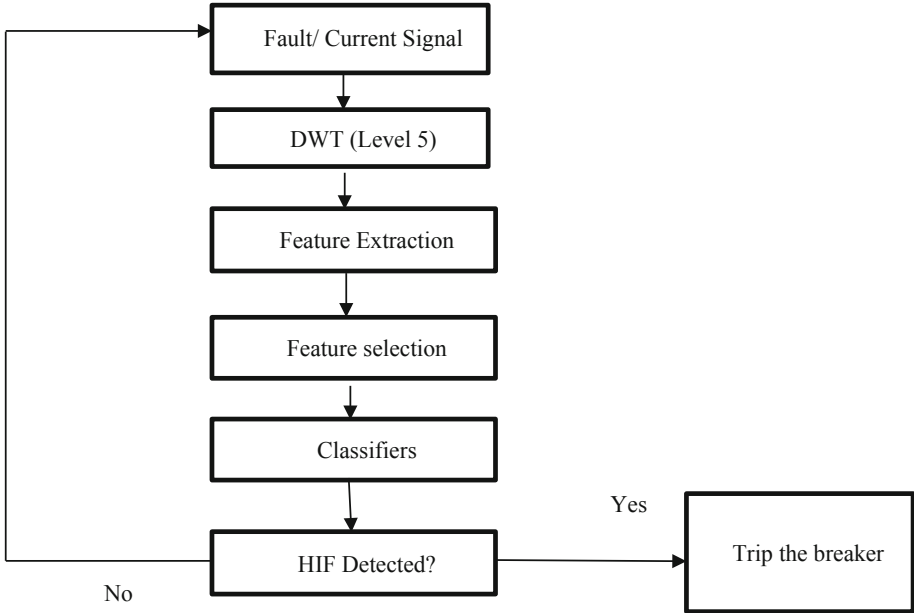 Fault/ Current Signal
DWT (Level 5)
Feature Extraction
Feature selection
Classifiers
Yes
Trip the breaker
HIF Detected?
No